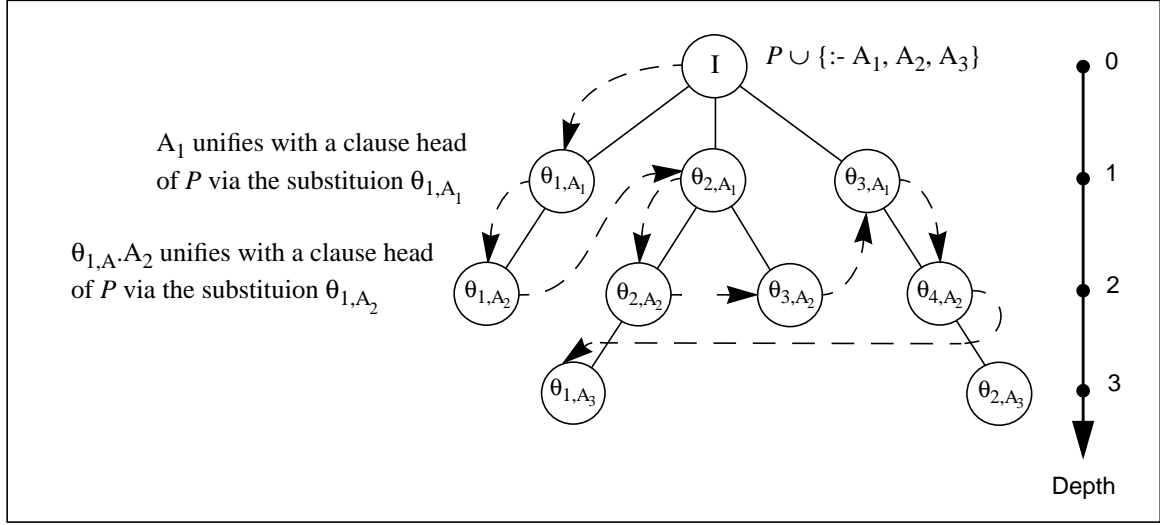 I P ∪ {:- A₁, A₂, A₃} 0
A₁ unifies with a clause head
of P via the substituion θ₁,A₁
θ₁,A₁ θ₂,A₁ θ₃,A₁ 1
θ₁,A.A₂ unifies with a clause head
of P via the substituion θ₁,A₂
θ₁,A₂ θ₂,A₂ θ₃,A₂ θ₄,A₂ 2
θ₁,A₃ θ₂,A₃ 3
Depth